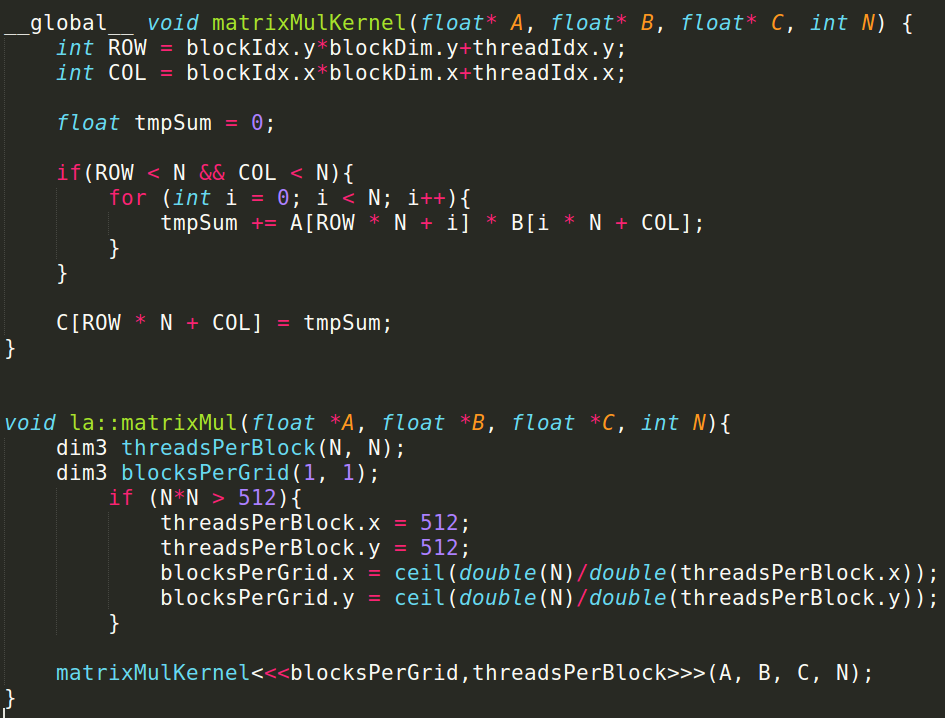 __global__ void matrixMulKernel(float* A, float* B, float* C, int N) {
    int ROW = blockIdx.y*blockDim.y+threadIdx.y;
    int COL = blockIdx.x*blockDim.x+threadIdx.x;

    float tmpSum = 0;

    if(ROW < N && COL < N){
        for (int i = 0; i < N; i++){
            tmpSum += A[ROW * N + i] * B[i * N + COL];
        }
    }

    C[ROW * N + COL] = tmpSum;
}


void la::matrixMul(float *A, float *B, float *C, int N){
    dim3 threadsPerBlock(N, N);
    dim3 blocksPerGrid(1, 1);
        if (N*N > 512){
            threadsPerBlock.x = 512;
            threadsPerBlock.y = 512;
            blocksPerGrid.x = ceil(double(N)/double(threadsPerBlock.x));
            blocksPerGrid.y = ceil(double(N)/double(threadsPerBlock.y));
        }

    matrixMulKernel<<<blocksPerGrid,threadsPerBlock>>>(A, B, C, N);
}